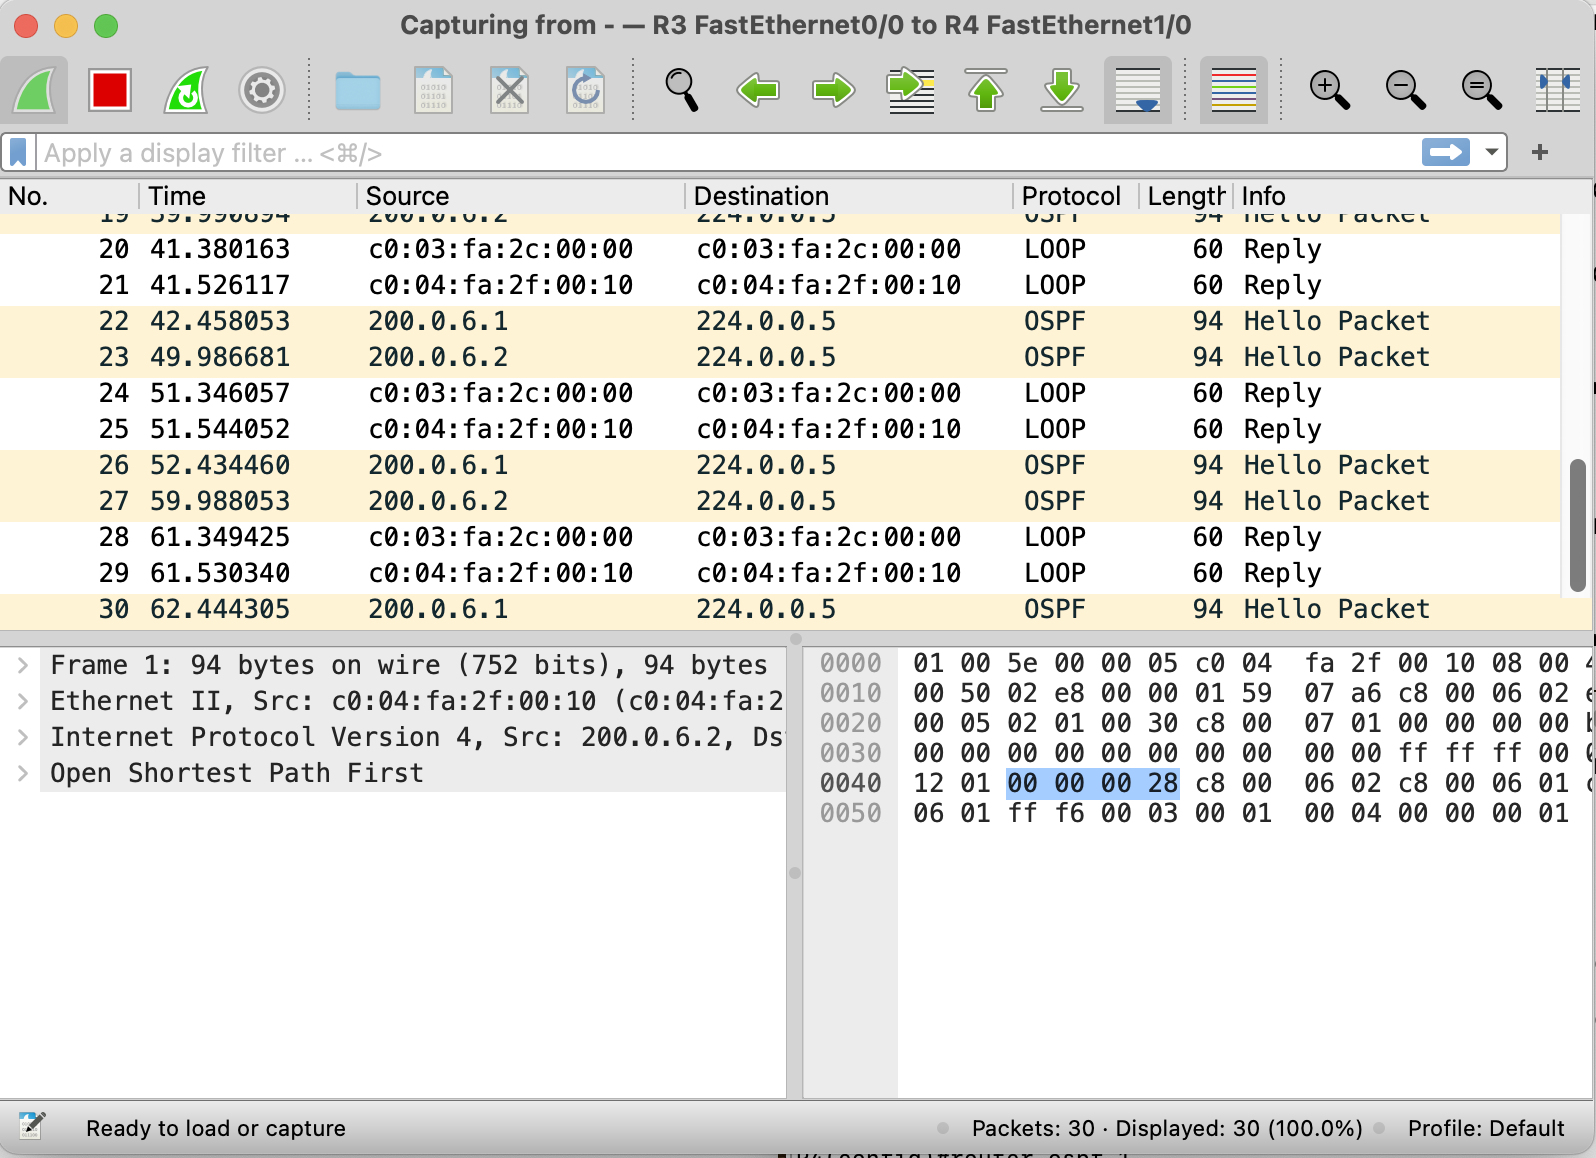 Capturing from - — R3 FastEthernet0/0 to R4 FastEthernet1/0
Apply a display filter ... <⌘/>
No. Time Source Destination Protocol Length Info
19 39.990894 200.0.6.2 224.0.0.5 OSPF 94 Hello Packet
20 41.380163 c0:03:fa:2c:00:00 c0:03:fa:2c:00:00 LOOP 60 Reply
21 41.526117 c0:04:fa:2f:00:10 c0:04:fa:2f:00:10 LOOP 60 Reply
22 42.458053 200.0.6.1 224.0.0.5 OSPF 94 Hello Packet
23 49.986681 200.0.6.2 224.0.0.5 OSPF 94 Hello Packet
24 51.346057 c0:03:fa:2c:00:00 c0:03:fa:2c:00:00 LOOP 60 Reply
25 51.544052 c0:04:fa:2f:00:10 c0:04:fa:2f:00:10 LOOP 60 Reply
26 52.434460 200.0.6.1 224.0.0.5 OSPF 94 Hello Packet
27 59.988053 200.0.6.2 224.0.0.5 OSPF 94 Hello Packet
28 61.349425 c0:03:fa:2c:00:00 c0:03:fa:2c:00:00 LOOP 60 Reply
29 61.530340 c0:04:fa:2f:00:10 c0:04:fa:2f:00:10 LOOP 60 Reply
30 62.444305 200.0.6.1 224.0.0.5 OSPF 94 Hello Packet
Frame 1: 94 bytes on wire (752 bits), 94 bytes
Ethernet II, Src: c0:04:fa:2f:00:10 (c0:04:fa:2
Internet Protocol Version 4, Src: 200.0.6.2, Ds
Open Shortest Path First
0000 01 00 5e 00 00 05 c0 04 fa 2f 00 10 08 00
0010 00 50 02 e8 00 00 01 59 07 a6 c8 00 06 02
0020 00 05 02 01 00 30 c8 00 07 01 00 00 00 00
0030 00 00 00 00 00 00 00 00 00 00 ff ff ff 00
0040 12 01 00 00 00 28 c8 00 06 02 c8 00 06 01
0050 06 01 ff f6 00 03 00 01 00 04 00 00 00 01
Ready to load or capture
Packets: 30 · Displayed: 30 (100.0%)
Profile: Default